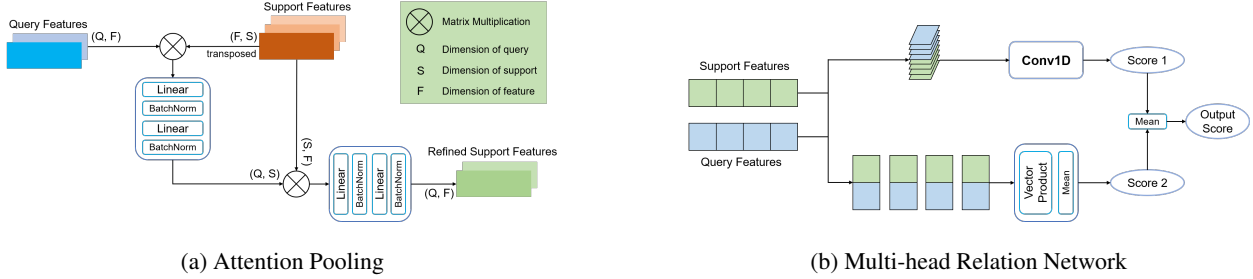 Query Features
(Q, F)
(F, S)
transposed
Support Features
Matrix Multiplication
Q Dimension of query
S Dimension of support
F Dimension of feature
Linear
BatchNorm
Linear
BatchNorm
(Q, S)
(S, F)
Linear
BatchNorm
Linear
BatchNorm
(Q, F)
Refined Support Features
(a) Attention Pooling
Support Features
Query Features
Conv1D
Score 1
Mean
Output
Score
Vector
Product
Mean
Score 2
(b) Multi-head Relation Network